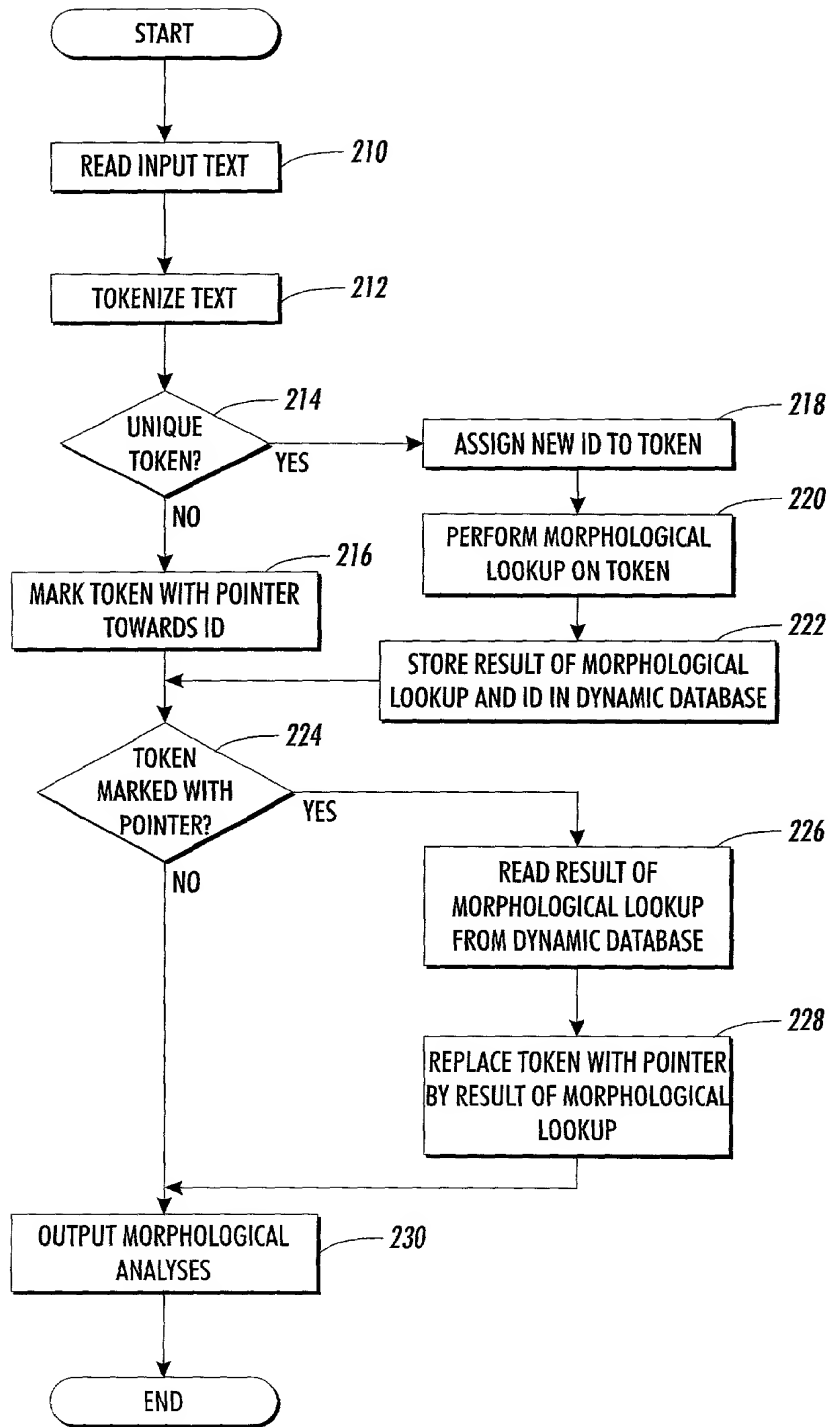 START
READ INPUT TEXT
210
TOKENIZE TEXT
212
UNIQUE
TOKEN?
214
YES
NO
ASSIGN NEW ID TO TOKEN
218
PERFORM MORPHOLOGICAL
LOOKUP ON TOKEN
220
MARK TOKEN WITH POINTER
TOWARDS ID
216
STORE RESULT OF MORPHOLOGICAL
LOOKUP AND ID IN DYNAMIC DATABASE
222
TOKEN
MARKED WITH
POINTER?
224
YES
NO
READ RESULT OF
MORPHOLOGICAL LOOKUP
FROM DYNAMIC DATABASE
226
REPLACE TOKEN WITH POINTER
BY RESULT OF MORPHOLOGICAL
LOOKUP
228
OUTPUT MORPHOLOGICAL
ANALYSES
230
END